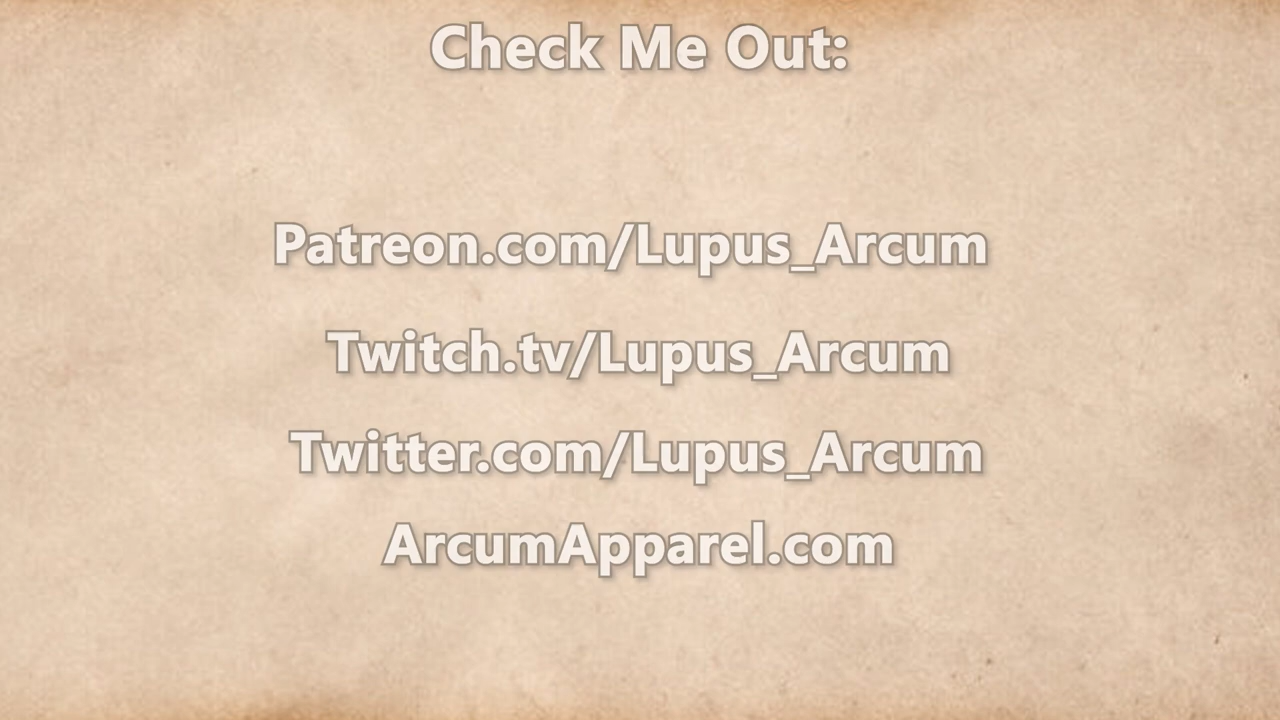 Check Me Out:
Patreon.com/Lupus_Arcum
Twitch.tv/Lupus_Arcum
Twitter.com/Lupus_Arcum
ArcumApparel.com